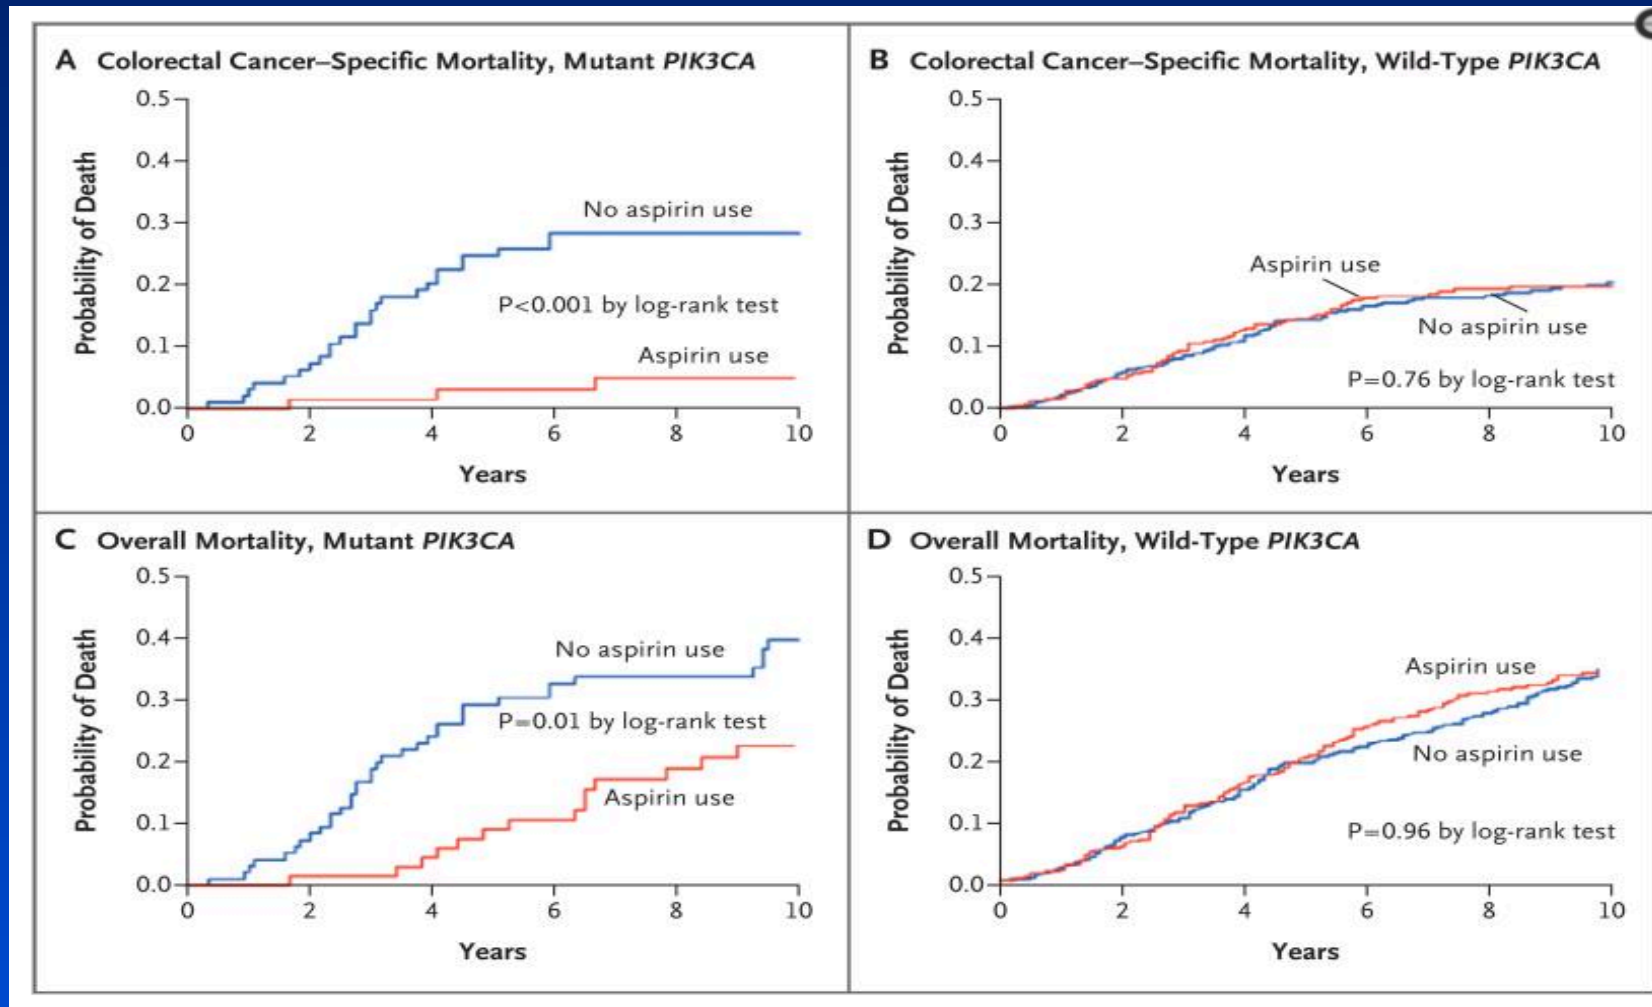 A Colorectal Cancer–Specific Mortality, Mutant PIK3CA
Probability of Death
0.5
0.4
0.3
0.2
0.1
0.0
No aspirin use
P<0.001 by log-rank test
Aspirin use
0 2 4 6 8 10
Years
B Colorectal Cancer–Specific Mortality, Wild-Type PIK3CA
Probability of Death
0.5
0.4
0.3
0.2
0.1
0.0
Aspirin use
No aspirin use
P=0.76 by log-rank test
0 2 4 6 8 10
Years
C Overall Mortality, Mutant PIK3CA
Probability of Death
0.5
0.4
0.3
0.2
0.1
0.0
No aspirin use
P=0.01 by log-rank test
Aspirin use
0 2 4 6 8 10
Years
D Overall Mortality, Wild-Type PIK3CA
Probability of Death
0.5
0.4
0.3
0.2
0.1
0.0
Aspirin use
No aspirin use
P=0.96 by log-rank test
0 2 4 6 8 10
Years